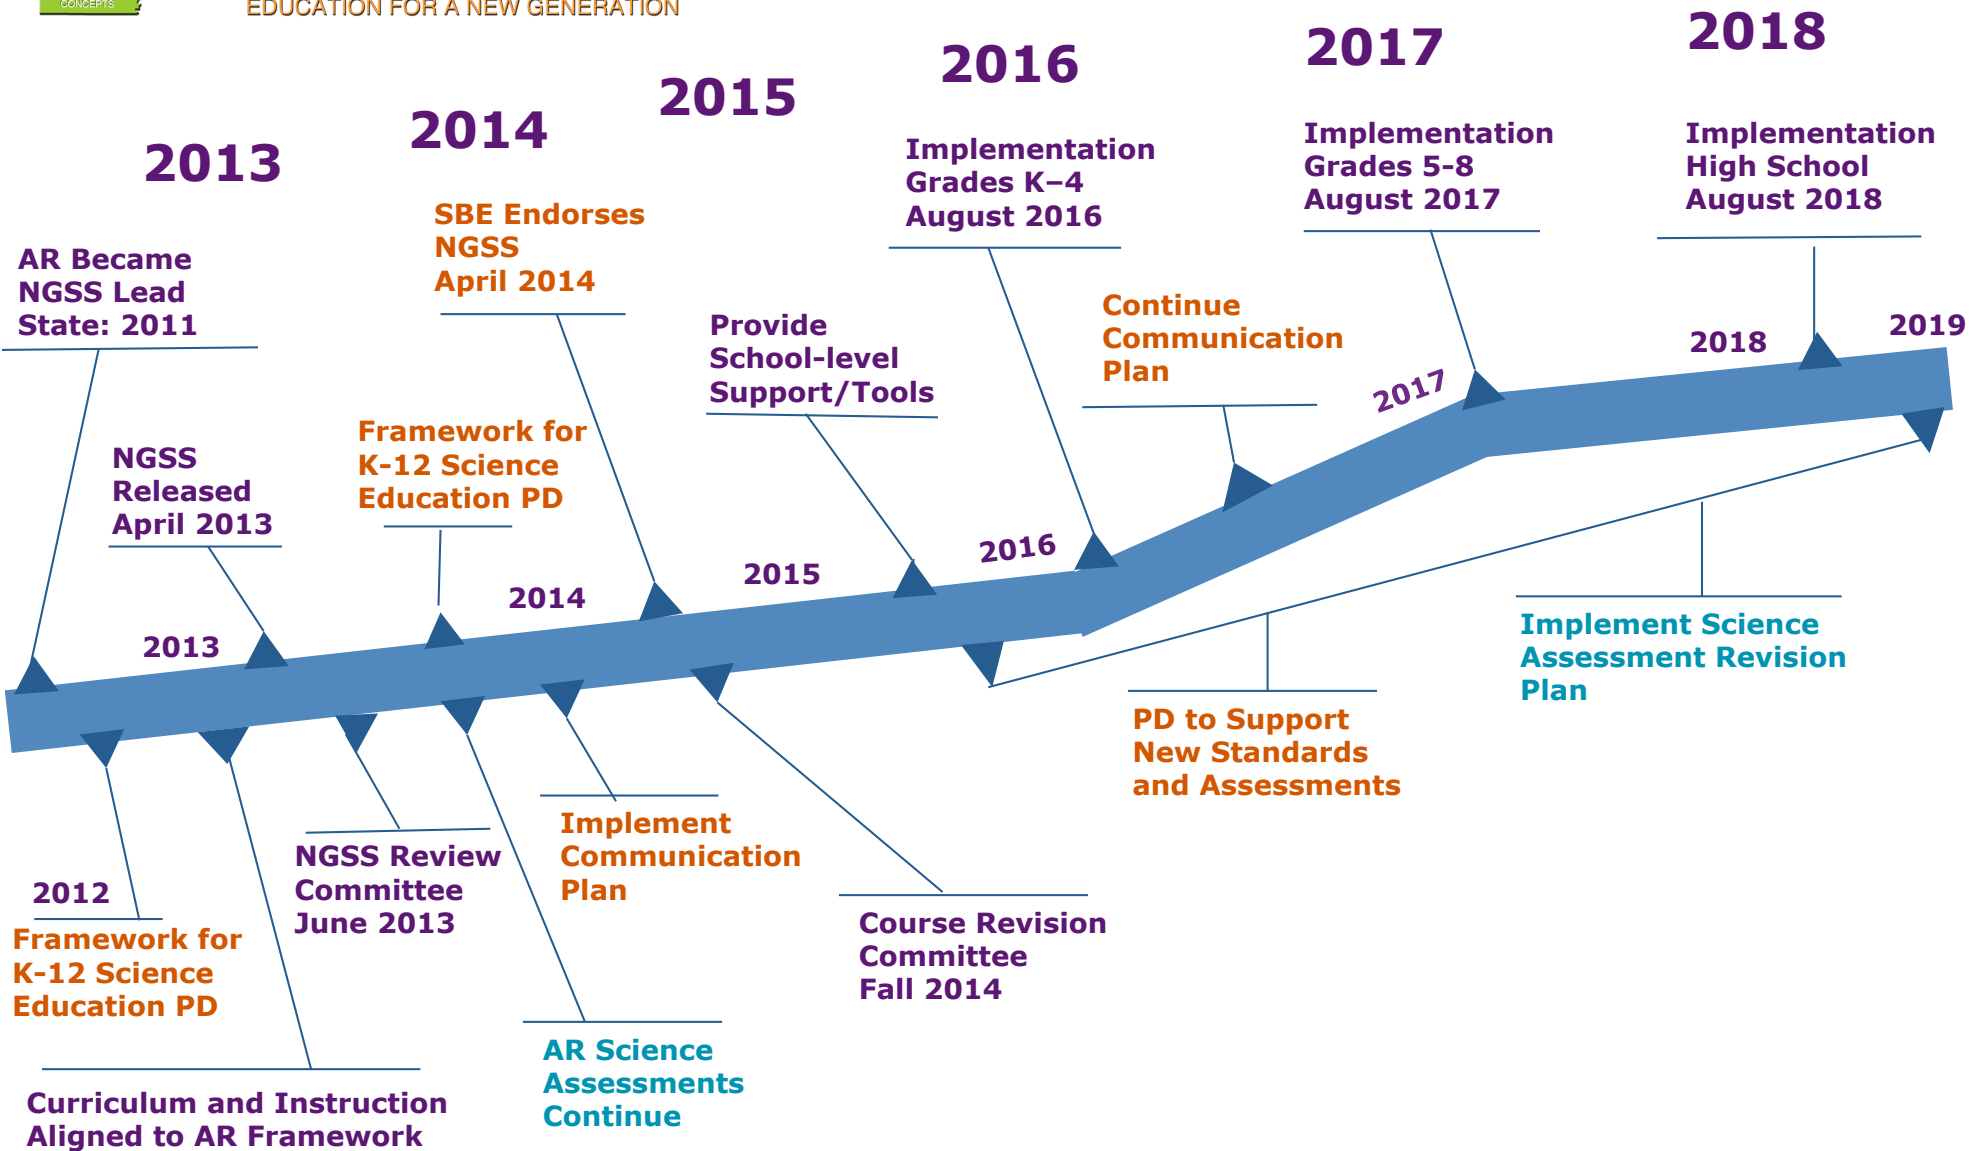 CONCEPTS
EDUCATION FOR A NEW GENERATION
2013
2014
2015
2016
2017
2018
AR Became
NGSS Lead
State: 2011
NGSS
Released
April 2013
Framework for
K-12 Science
Education PD
SBE Endorses
NGSS
April 2014
Provide
School-level
Support/Tools
Implementation
Grades K–4
August 2016
Continue
Communication
Plan
Implementation
Grades 5-8
August 2017
Implementation
High School
August 2018
2013
2014
2015
2016
2017
2018
2019
2012
Framework for
K-12 Science
Education PD
Curriculum and Instruction
Aligned to AR Framework
NGSS Review
Committee
June 2013
AR Science
Assessments
Continue
Implement
Communication
Plan
Course Revision
Committee
Fall 2014
PD to Support
New Standards
and Assessments
Implement Science
Assessment Revision
Plan